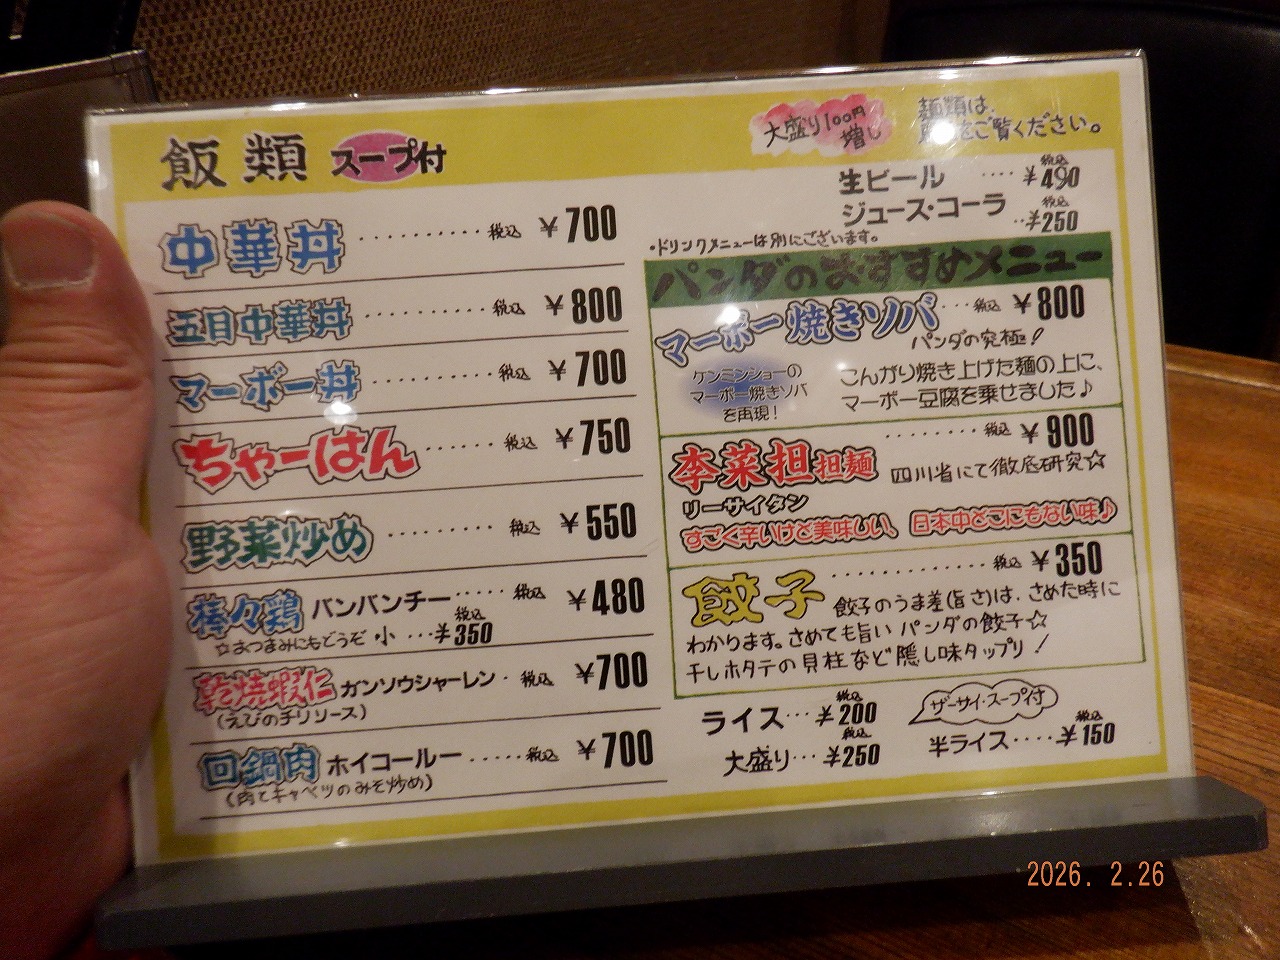 飯類 スープ付
大盛り100円
増し
麺類は、
をご覧ください。
中華丼 ………… 税込 ¥700
五目中華丼 ………… 税込 ¥800
マーボー丼 ………… 税込 ¥700
ちゃーはん …… 税込 ¥750
野菜炒め ……… 税込 ¥550
棒々鶏 バンバンチー …… 税込 ¥480
☆おつまみにもどうぞ 小 … 税込 ¥350
乾焼蝦仁 ガンソウシャーレン ・ 税込 ¥700
(えびのチリソース)
回鍋肉 ホイコールー …… 税込 ¥700
(肉とキャベツのみそ炒め)
生ビール …… 税込 ¥490
ジュース・コーラ … 税込 ¥250
・ドリンクメニューは別にございます。
パンダのおすすめメニュー
マーボー焼きソバ … 税込 ¥800
パンダの究極!
ケンミンショーの
マーボー焼きソバ
を再現!
こんがり焼き上げた麺の上に、
マーボー豆腐を乗せました♪
李菜担担麺 ……… 税込 ¥900
リーサイタン
四川省にて徹底研究☆
すごく辛いけど美味しい、日本中どこにもない味♪
餃子 ………… 税込 ¥350
餃子のうま差(旨さ)は、さめた時に
わかります。さめても旨い パンダの餃子☆
干しホタテの貝柱など隠し味タップリ!
ライス … 税込 ¥200
大盛り … 税込 ¥250
ザーサイ・スープ付
半ライス …… 税込 ¥150
2026. 2.26